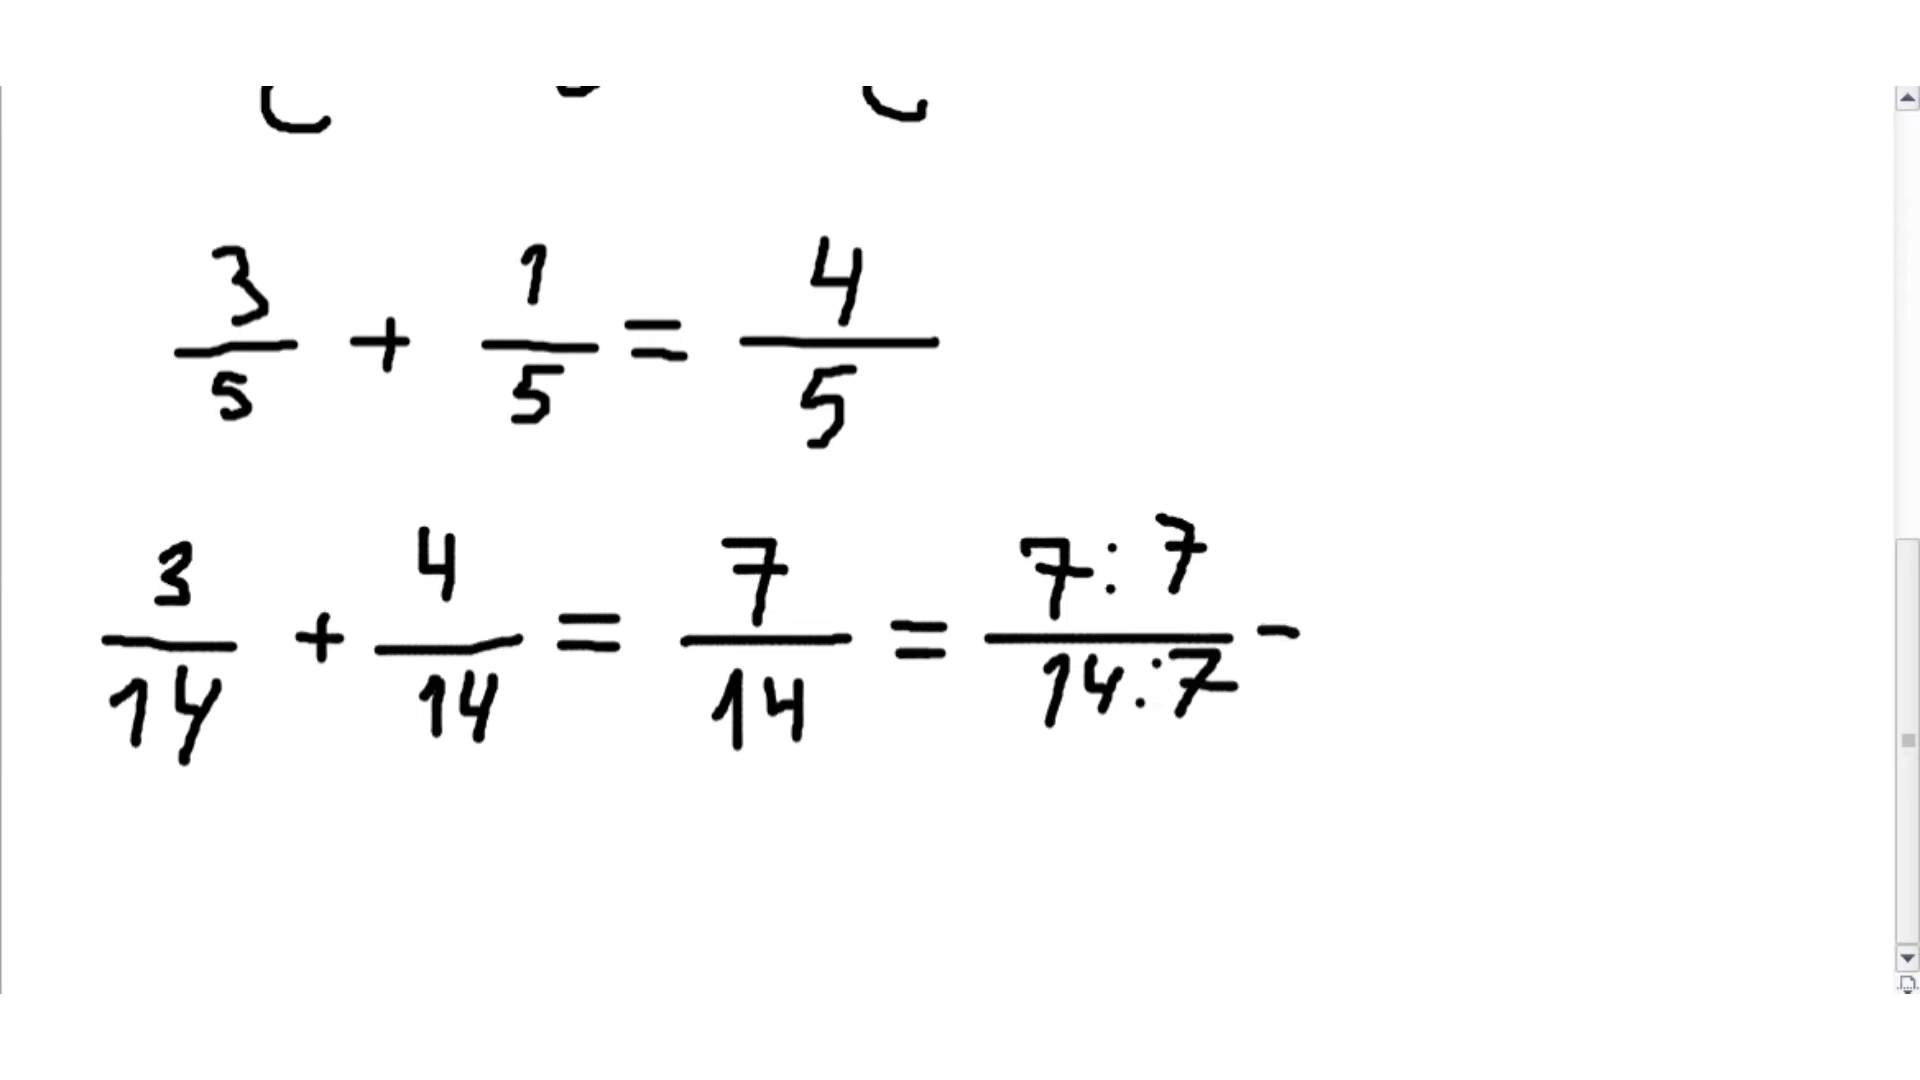 3/5 + 1/5 = 4/5
3/14 + 4/14 = 7/14 = 7:7/14:7 -